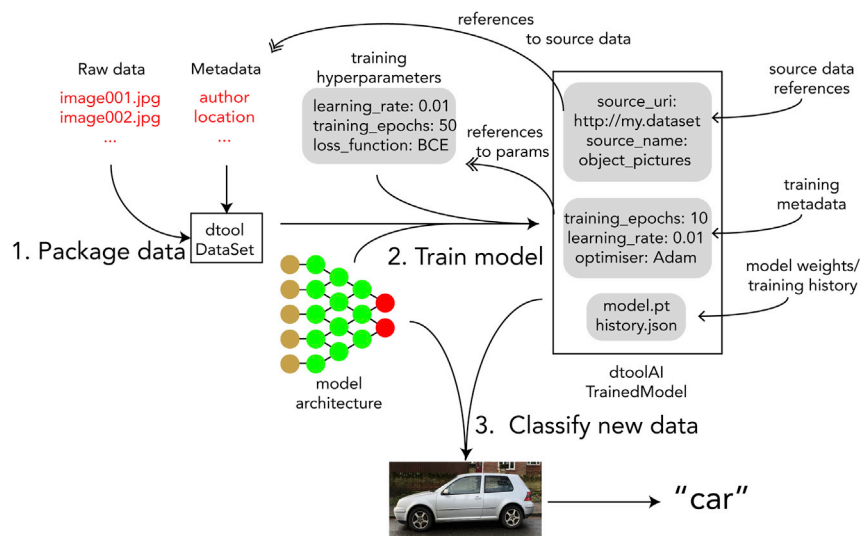 references
to source data
training
hyperparameters
Raw data
Metadata
image001.jpg
image002.jpg
...
author
location
...
learning_rate: 0.01
training_epochs: 50
loss_function: BCE
references
to params
source_uri:
http://my.dataset
source_name:
object_pictures
source data
references
dtool
DataSet
1. Package data
2. Train model
training_epochs: 10
learning_rate: 0.01
optimiser: Adam
training
metadata
model weights/
training history
model.pt
history.json
model
architecture
dtoolAI
TrainedModel
3. Classify new data
“car”